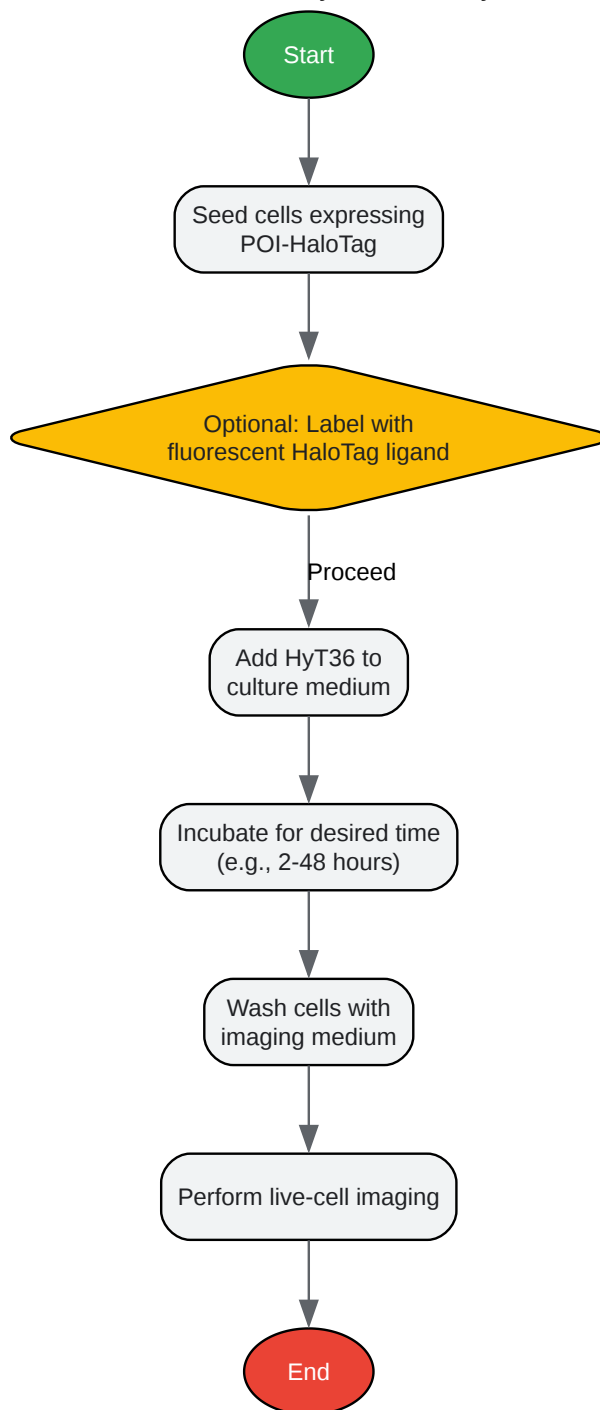 Start
Seed cells expressing
POI-HaloTag
Optional: Label with
fluorescent HaloTag ligand
Proceed
Add HyT36 to
culture medium
Incubate for desired time
(e.g., 2-48 hours)
Wash cells with
imaging medium
Perform live-cell imaging
End